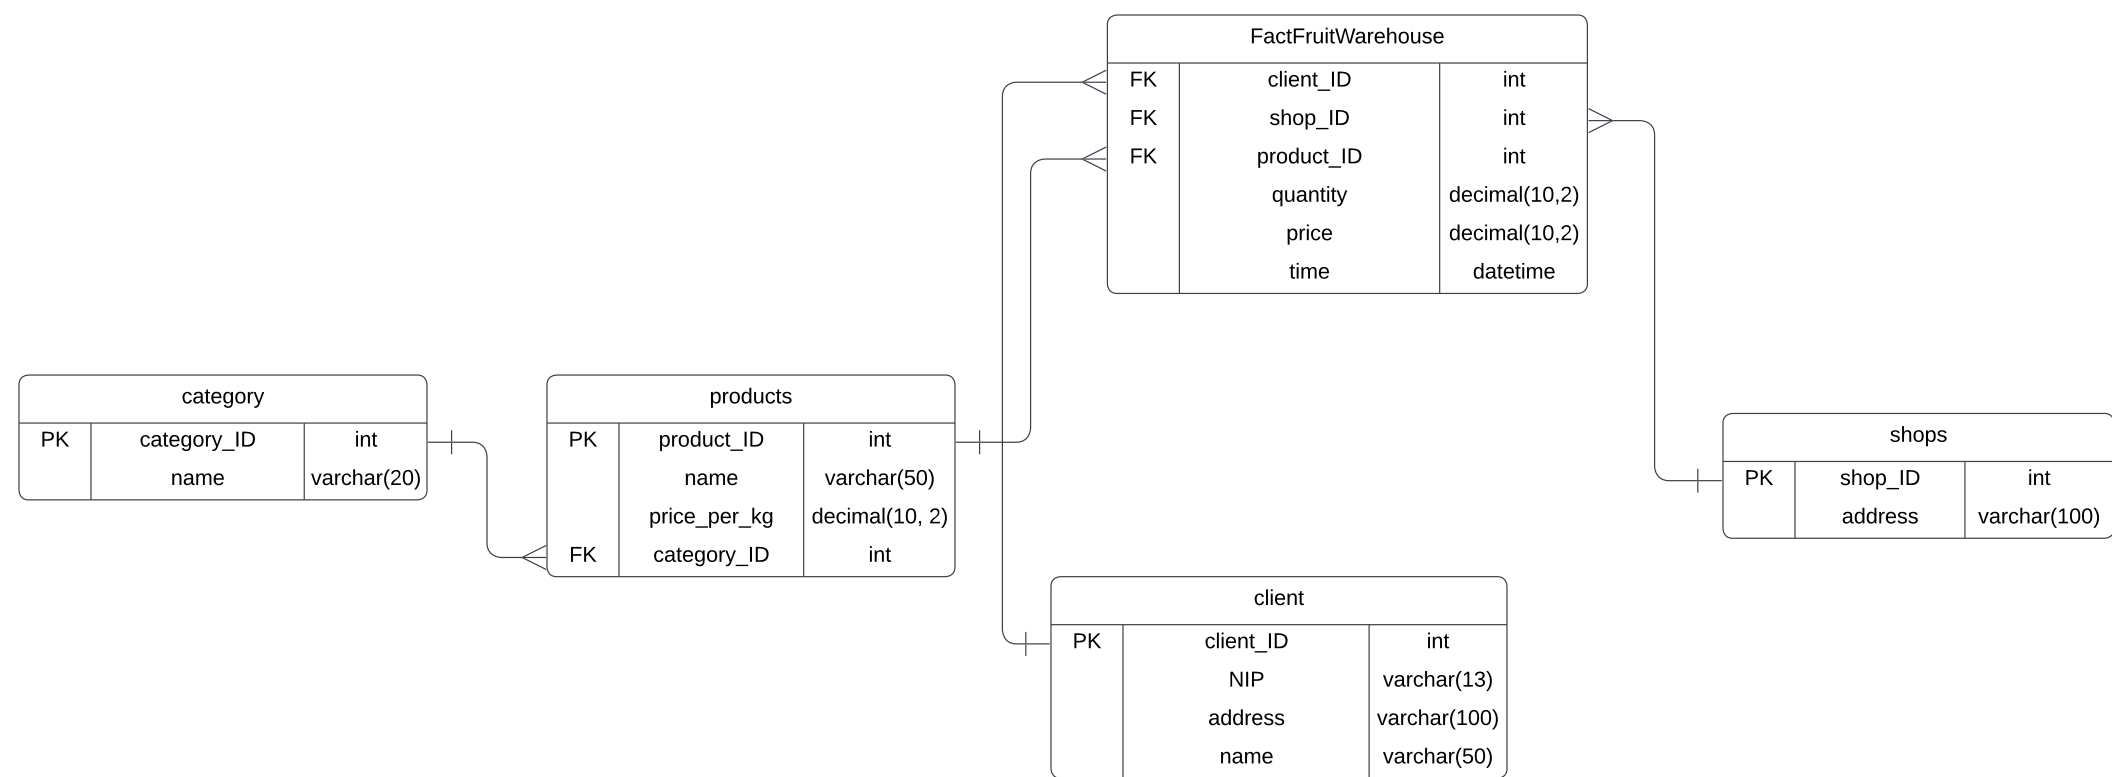 FactFruitWarehouse
FK client_ID int
FK shop_ID int
FK product_ID int
quantity decimal(10,2)
price decimal(10,2)
time datetime
category
PK category_ID int
name varchar(20)
products
PK product_ID int
name varchar(50)
price_per_kg decimal(10, 2)
FK category_ID int
shops
PK shop_ID int
address varchar(100)
client
PK client_ID int
NIP varchar(13)
address varchar(100)
name varchar(50)